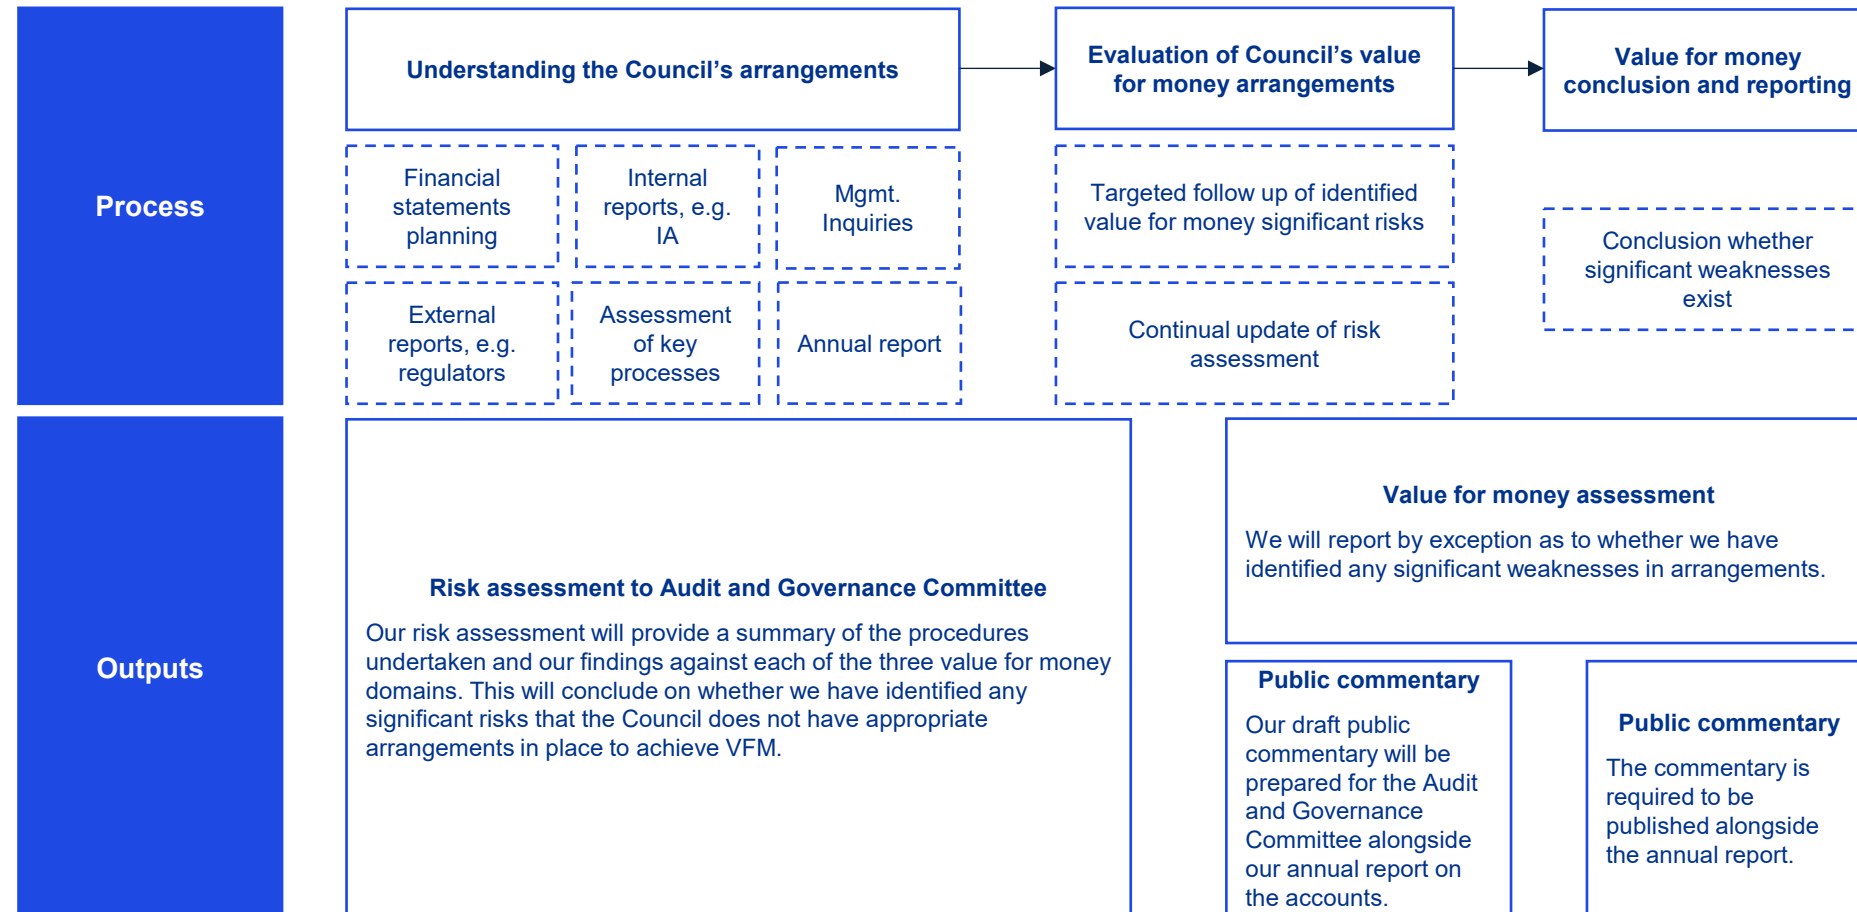 Process
Understanding the Council's arrangements
Evaluation of Council's value
for money arrangements
Value for money
conclusion and reporting
Financial
statements
planning
Internal
reports, e.g.
IA
Mgmt.
Inquiries
External
reports, e.g.
regulators
Assessment
of key
processes
Annual report
Targeted follow up of identified
value for money significant risks
Continual update of risk
assessment
Conclusion whether
significant weaknesses
exist
Outputs
Risk assessment to Audit and Governance Committee
Our risk assessment will provide a summary of the procedures
undertaken and our findings against each of the three value for money
domains. This will conclude on whether we have identified any
significant risks that the Council does not have appropriate
arrangements in place to achieve VFM.
Value for money assessment
We will report by exception as to whether we have
identified any significant weaknesses in arrangements.
Public commentary
Our draft public
commentary will be
prepared for the Audit
and Governance
Committee alongside
our annual report on
the accounts.
Public commentary
The commentary is
required to be
published alongside
the annual report.